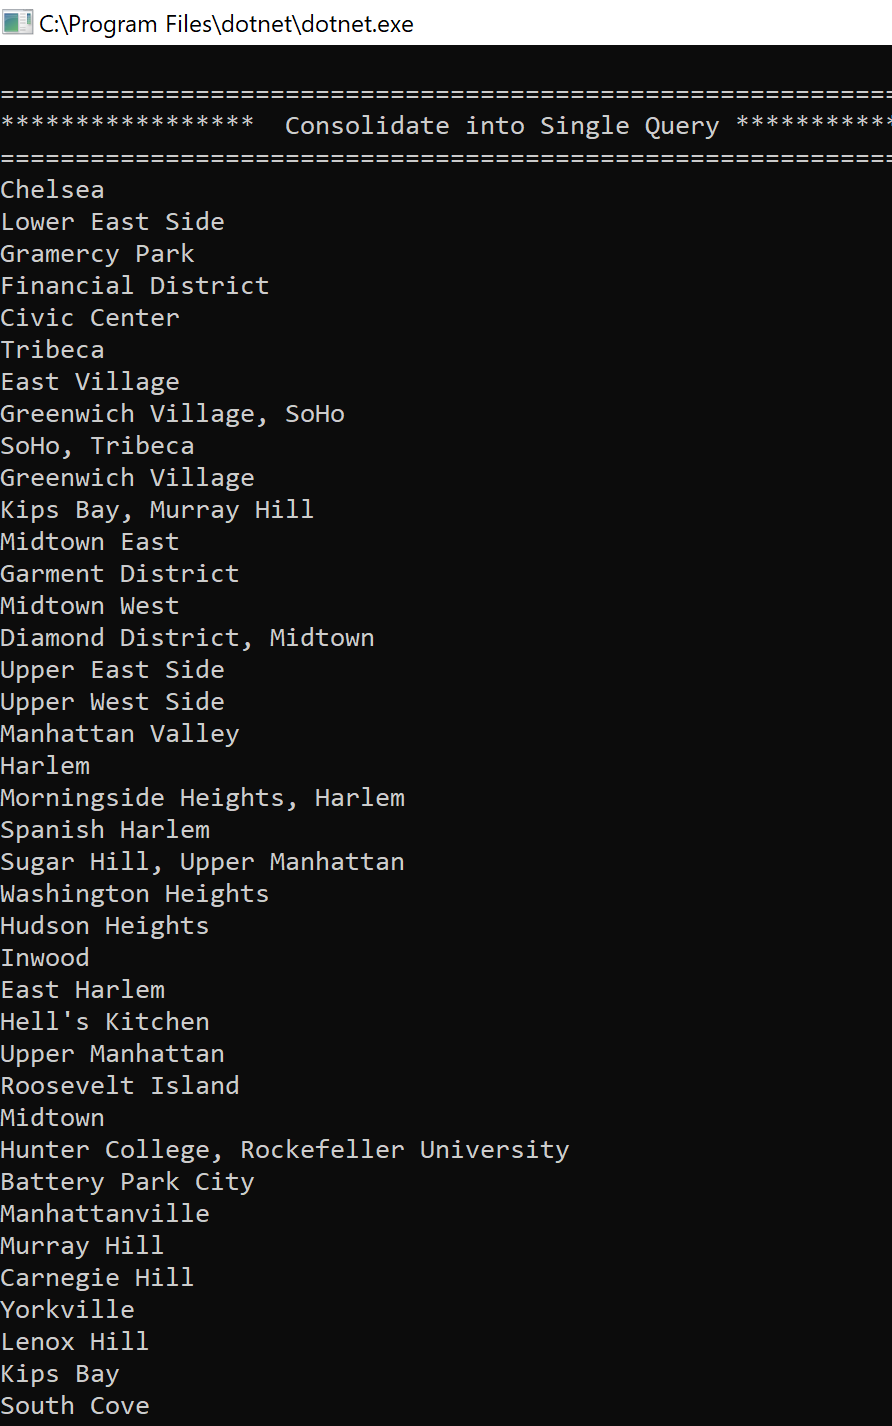 C:\Program Files\dotnet\dotnet.exe
============================================================
***************** Consolidate into Single Query ***********
============================================================
Chelsea
Lower East Side
Gramercy Park
Financial District
Civic Center
Tribeca
East Village
Greenwich Village, SoHo
SoHo, Tribeca
Greenwich Village
Kips Bay, Murray Hill
Midtown East
Garment District
Midtown West
Diamond District, Midtown
Upper East Side
Upper West Side
Manhattan Valley
Harlem
Morningside Heights, Harlem
Spanish Harlem
Sugar Hill, Upper Manhattan
Washington Heights
Hudson Heights
Inwood
East Harlem
Hell's Kitchen
Upper Manhattan
Roosevelt Island
Midtown
Hunter College, Rockefeller University
Battery Park City
Manhattanville
Murray Hill
Carnegie Hill
Yorkville
Lenox Hill
Kips Bay
South Cove